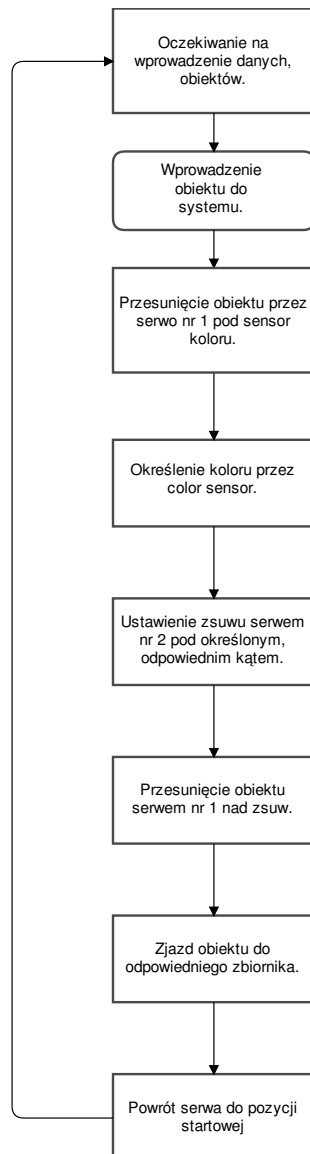 Oczekiwanie na
wprowadzenie danych,
obiektów.
Wprowadzenie
obiektu do
systemu.
Przesunięcie obiektu przez
serwo nr 1 pod sensor
koloru.
Określenie koloru przez
color sensor.
Ustawienie zsuwu serwem
nr 2 pod określonym,
odpowiednim kątem.
Przesunięcie obiektu
serwem nr 1 nad zsuw.
Zjazd obiektu do
odpowiedniego zbiornika.
Powrót serwa do pozycji
startowej